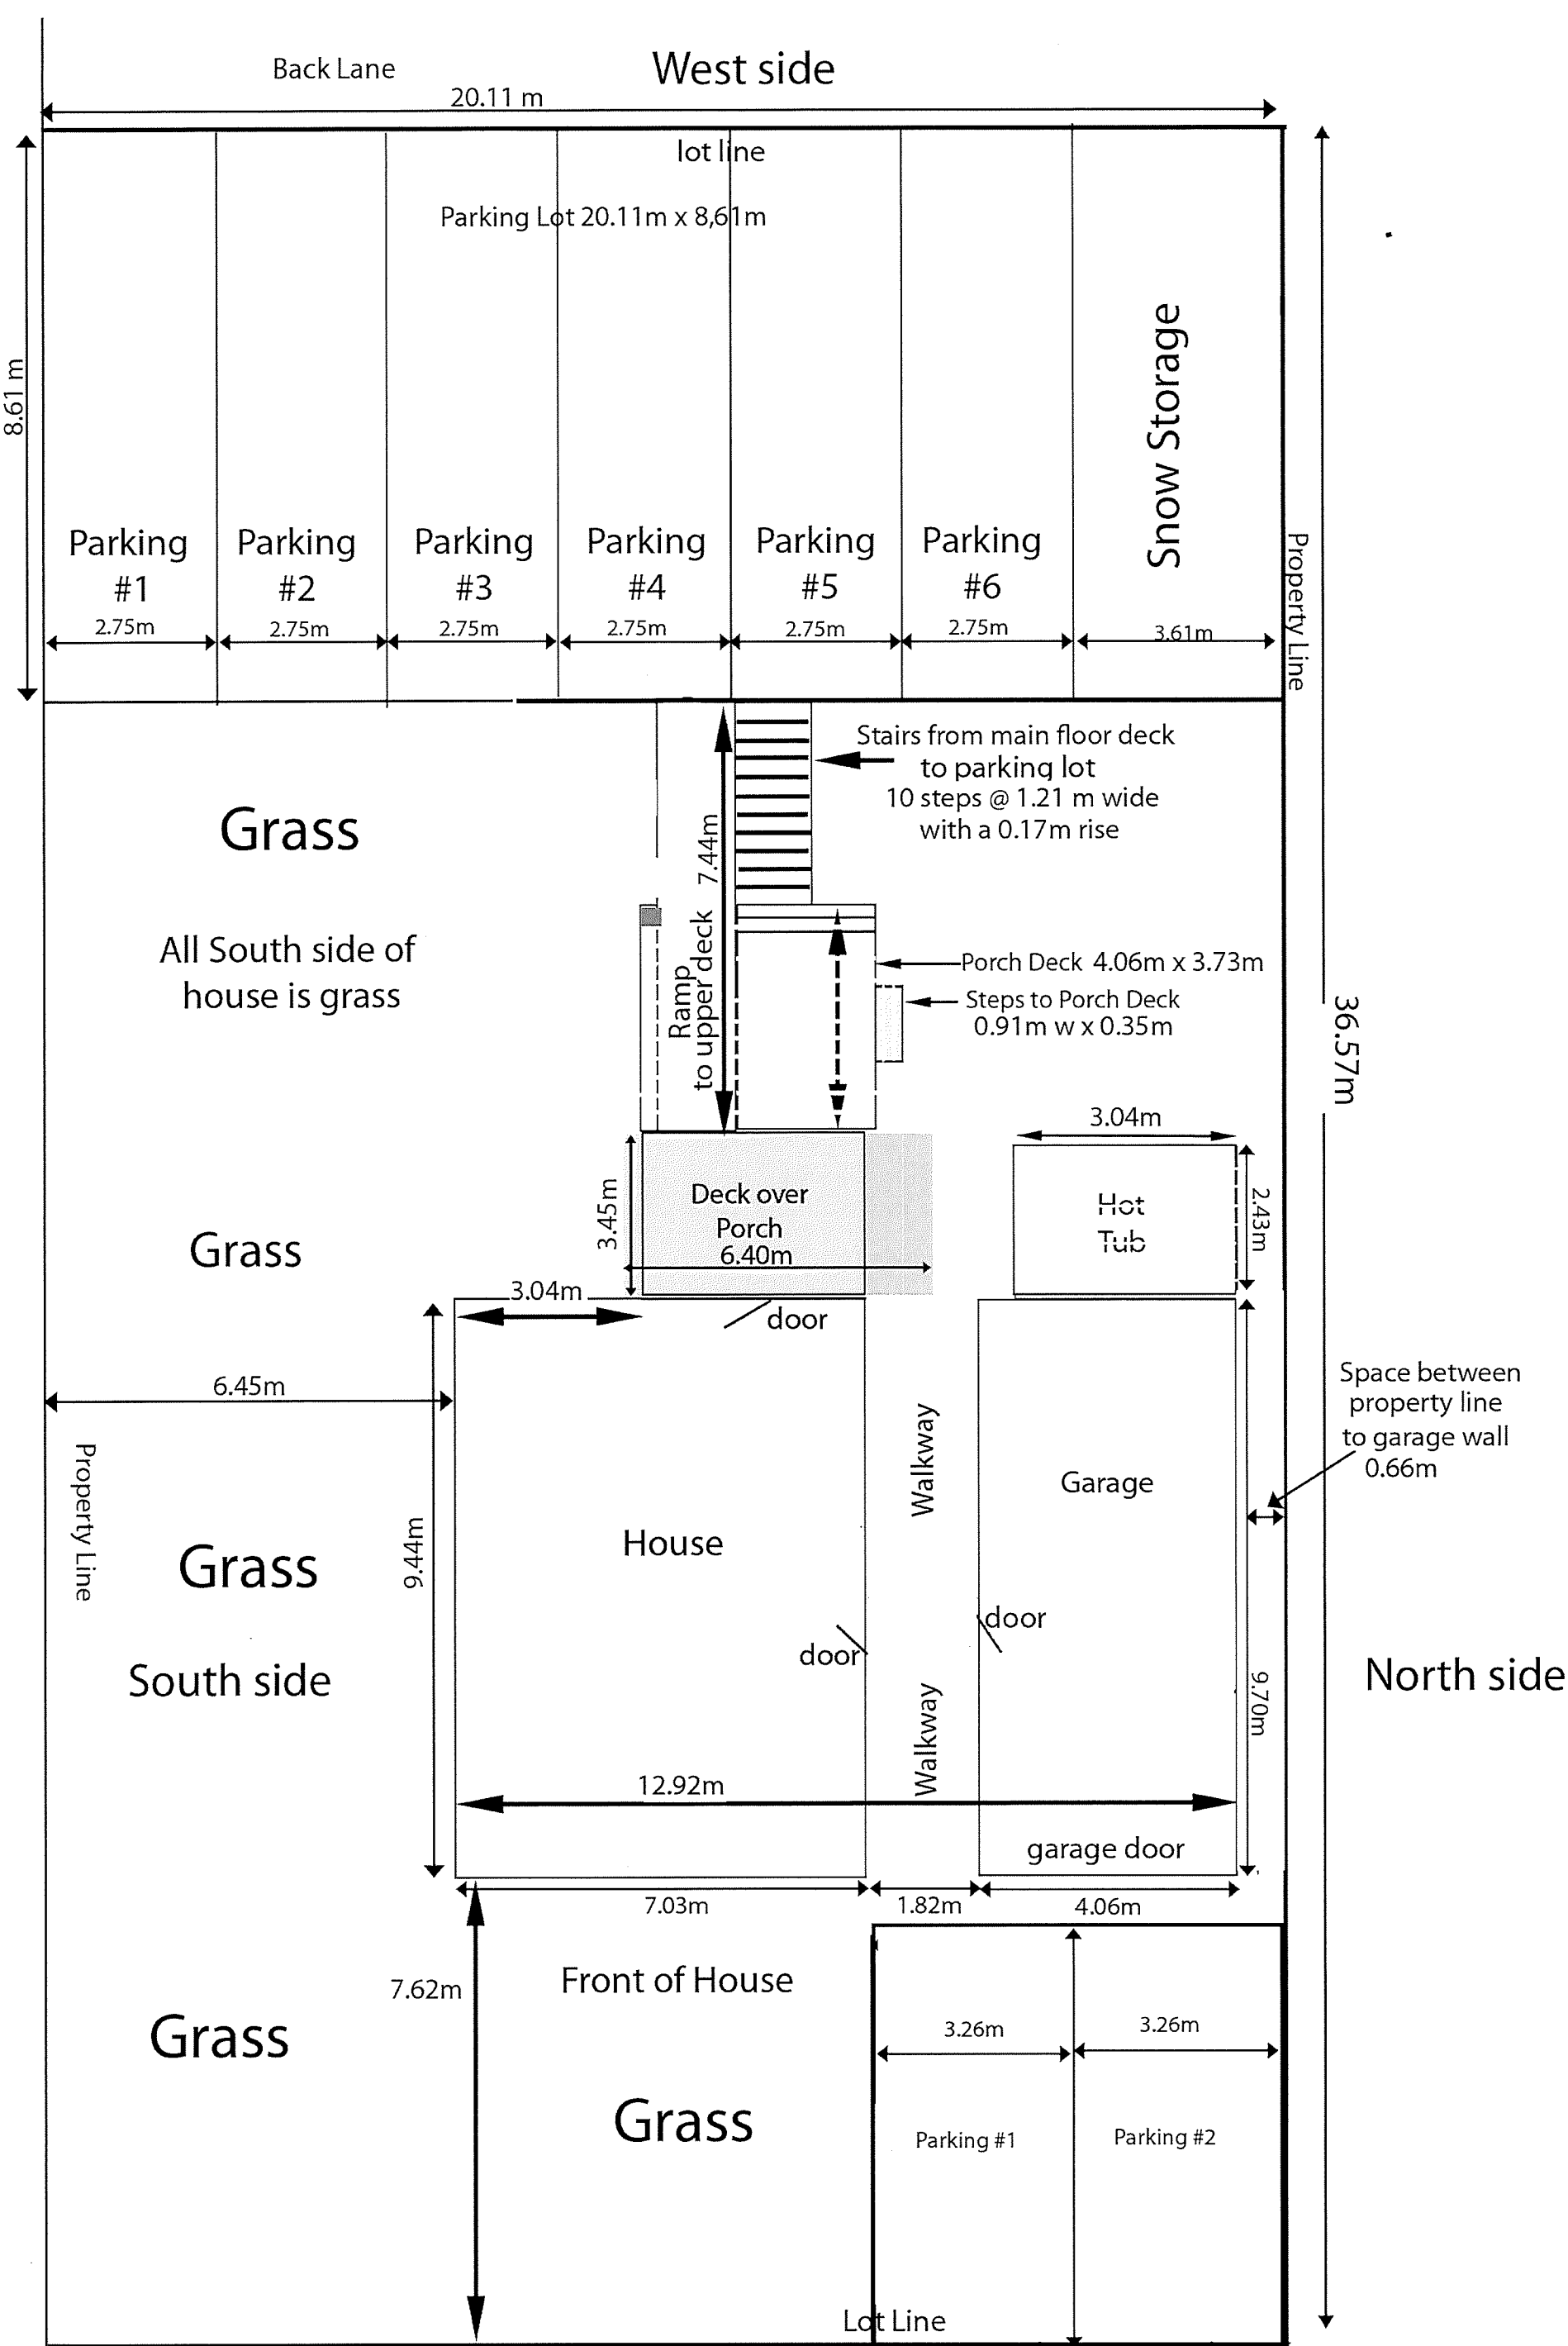 Back Lane
West side
20.11 m
lot line
Parking Lot 20.11m x 8,61m
8.61 m
Snow Storage
Parking
#1
2.75m
Parking
#2
2.75m
Parking
#3
2.75m
Parking
#4
2.75m
Parking
#5
2.75m
Parking
#6
2.75m
3.61m
Property Line
Stairs from main floor deck
to parking lot
10 steps @ 1.21 m wide
with a 0.17m rise
Grass
7.44m
All South side of
house is grass
Ramp
to upper deck
Porch Deck 4.06m x 3.73m
Steps to Porch Deck
0.91m w x 0.35m
36.57m
3.04m
Deck over
Porch
6.40m
3.45m
Hot
Tub
2.43m
Grass
3.04m
door
6.45m
Space between
property line
to garage wall
0.66m
Property Line
Walkway
Garage
Grass
9.44m
House
door
door
South side
North side
9.70m
Walkway
12.92m
garage door
7.03m
1.82m
4.06m
7.62m
Front of House
Grass
3.26m
3.26m
Grass
Parking #1
Parking #2
Lot Line